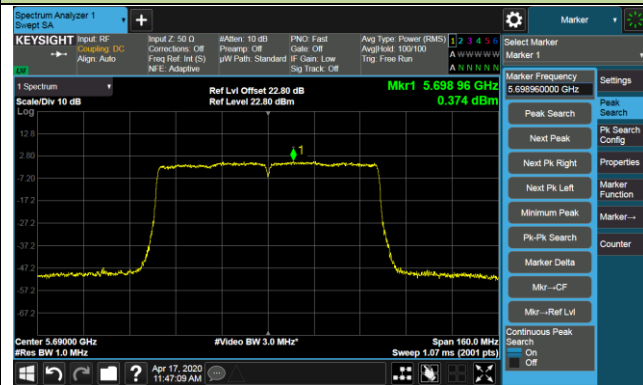 Spectrum Analyzer 1
Swept SA
+
Marker
KEYSIGHT
Input: RF
Coupling: DC
Align: Auto
Input Z: 50 Ω
Corrections: Off
Freq Ref: Int (S)
NFE: Adaptive
#Atten: 10 dB
Preamp: Off
µW Path: Standard
PNO: Fast
Gate: Off
IF Gain: Low
Sig Track: Off
Avg Type: Power (RMS)
Avg|Hold: 100/100
Trig: Free Run
1 2 3 4 5 6
A W W W W W
A N N N N N
Select Marker
Marker 1
1 Spectrum
Scale/Div 10 dB
Log
Ref Lvl Offset 22.80 dB
Ref Level 22.80 dBm
Mkr1 5.698 96 GHz
0.374 dBm
1
12.8
2.80
-7.20
-17.2
-27.2
-37.2
-47.2
-57.2
-67.2
Center 5.69000 GHz
#Res BW 1.0 MHz
#Video BW 3.0 MHz*
Span 160.0 MHz
Sweep 1.07 ms (2001 pts)
Marker Frequency
5.698960000 GHz
Peak Search
Next Peak
Next Pk Right
Next Pk Left
Minimum Peak
Pk-Pk Search
Marker Delta
Mkr→CF
Mkr→Ref Lvl
Continuous Peak
Search
On
Off
Settings
Peak
Search
Pk Search
Config
Properties
Marker
Function
Marker→
Counter
?
Apr 17, 2020
11:47:09 AM